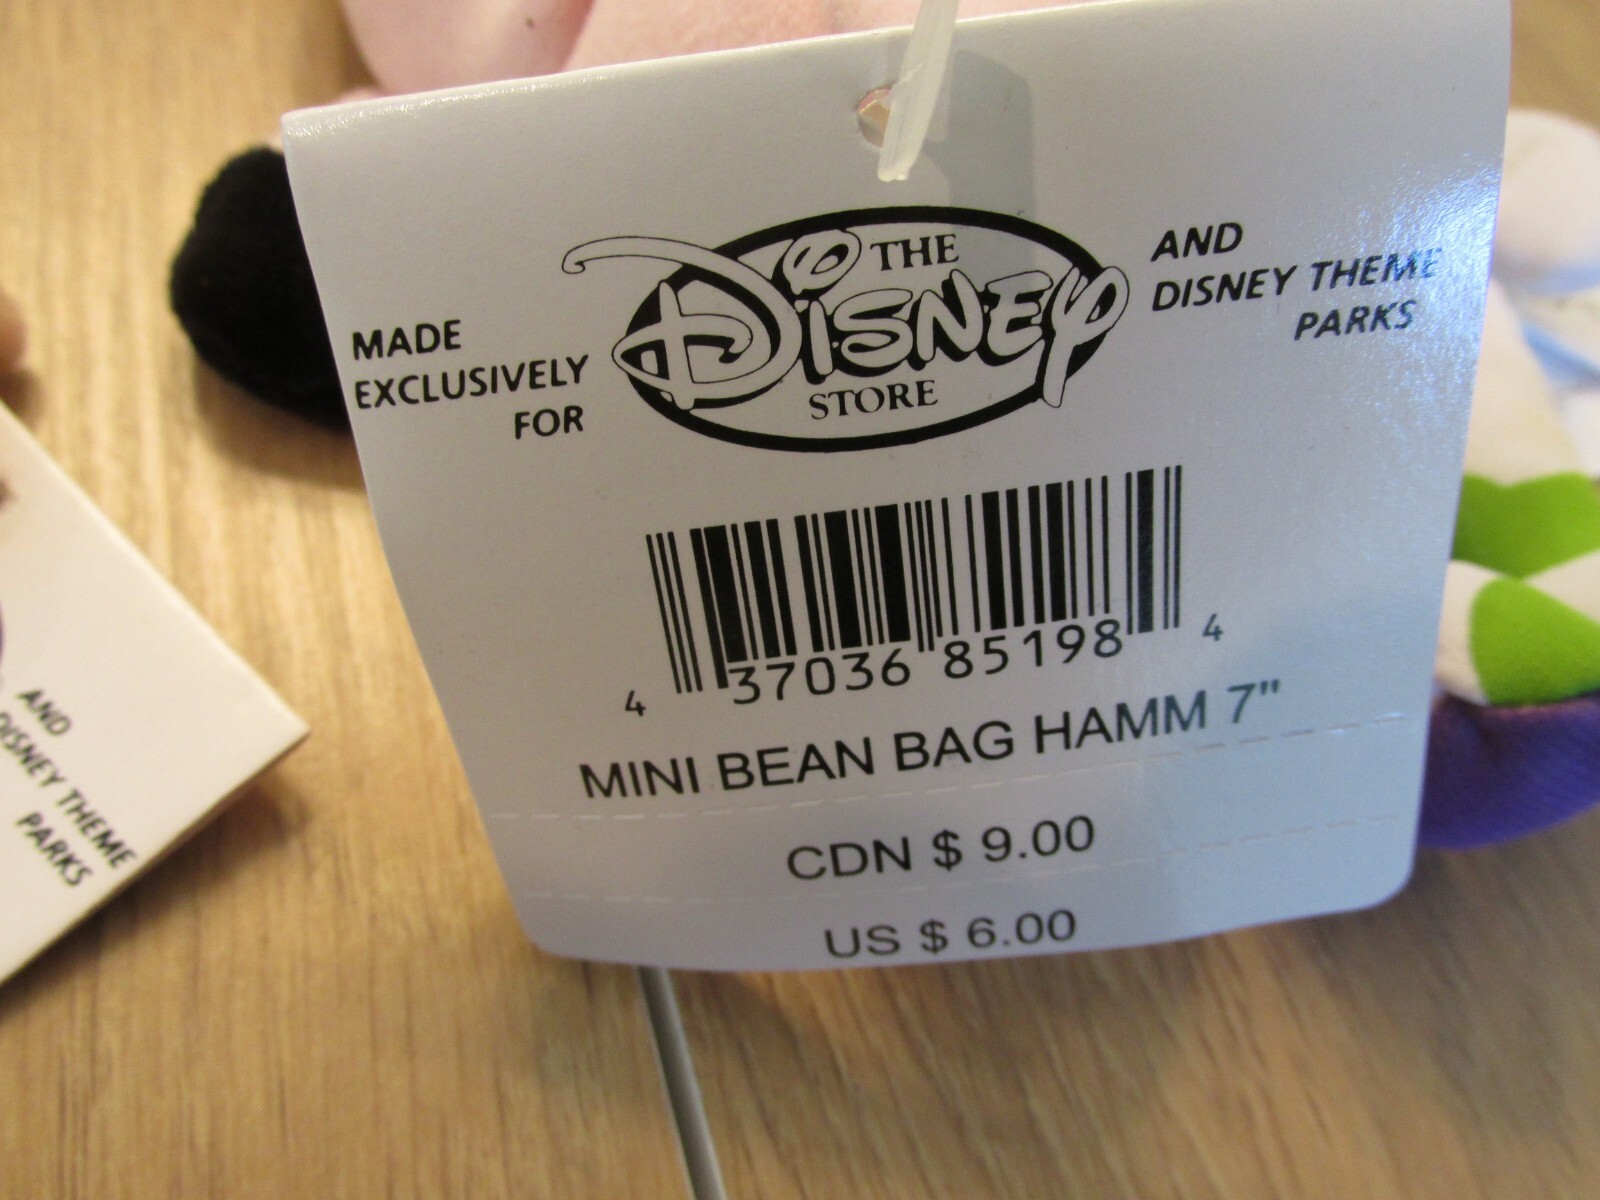 MADE
EXCLUSIVELY
FOR
THE
DISNEY
STORE
AND
DISNEY THEME
PARKS
4 37036 85198 4
MINI BEAN BAG HAMM 7"
CDN $ 9.00
US $ 6.00
AND
DISNEY THEME
PARKS